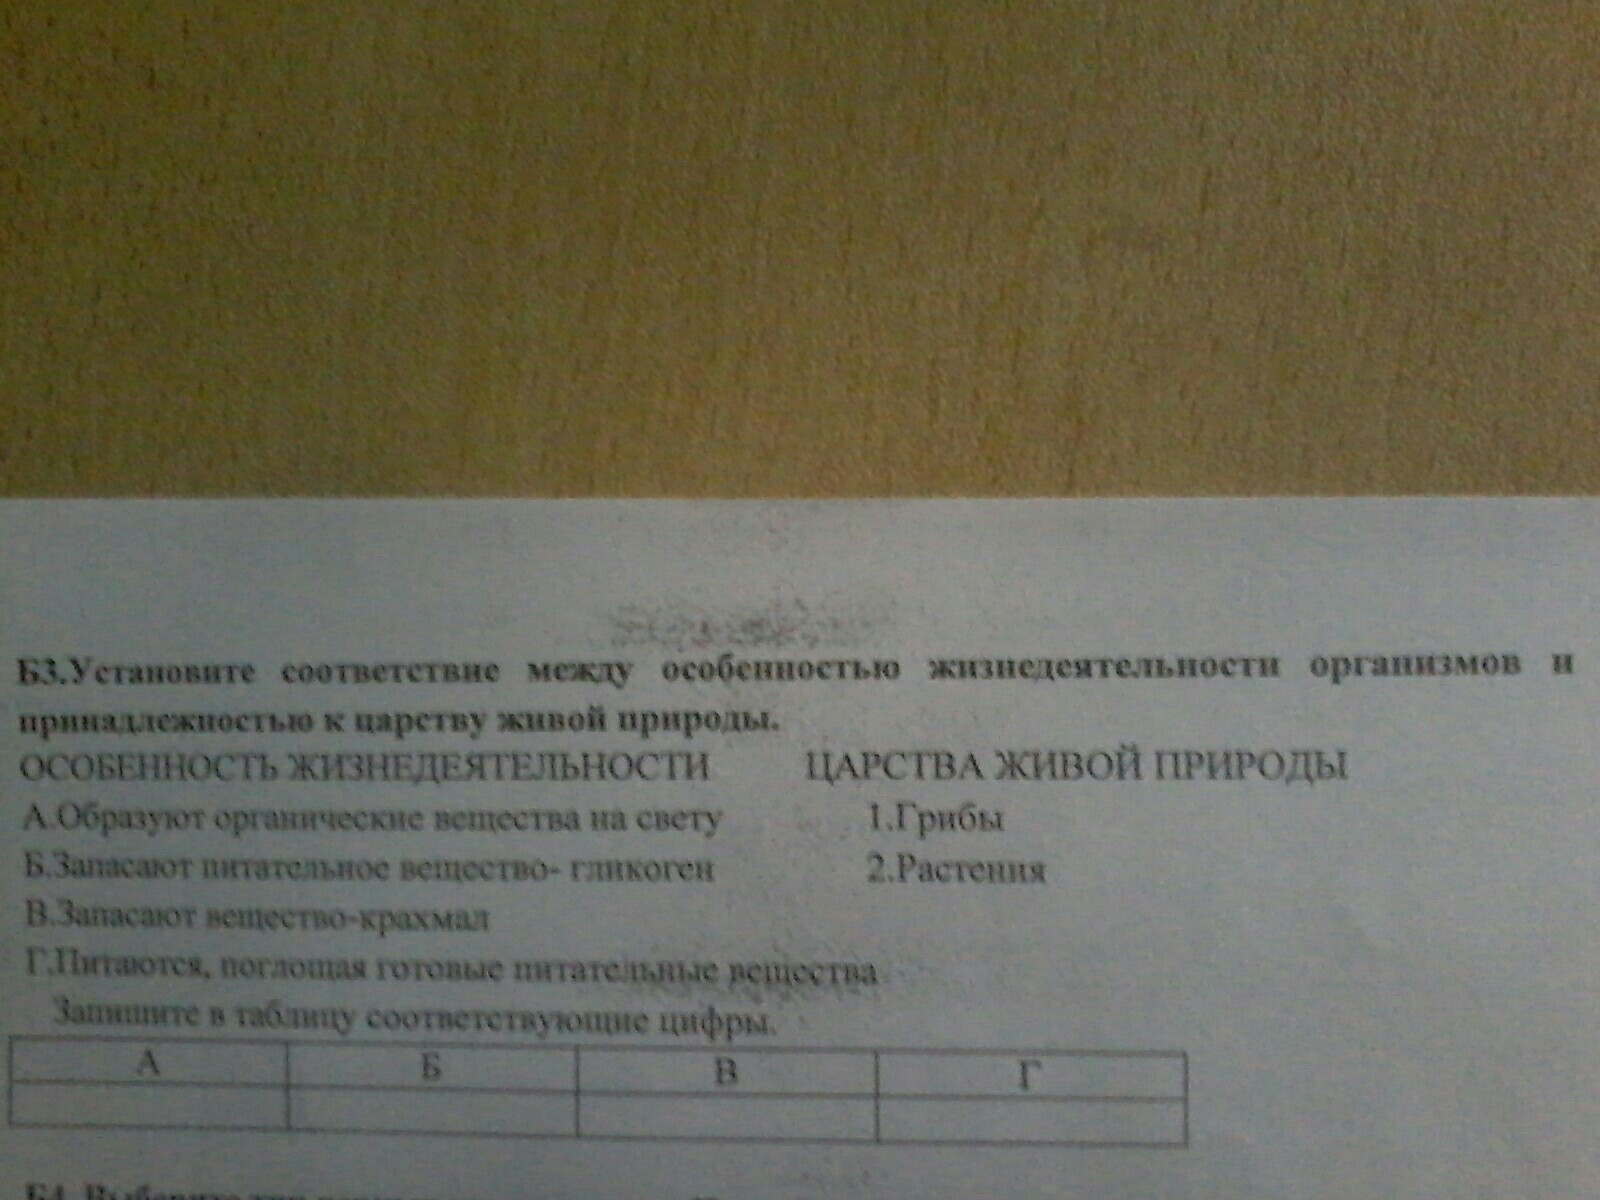 Б3.Установите соответствие между особенностью жизнедеятельности организмов и
принадлежностью к царству живой природы.
ОСОБЕННОСТЬ ЖИЗНЕДЕЯТЕЛЬНОСТИ ЦАРСТВА ЖИВОЙ ПРИРОДЫ
А.Образуют органические вещества на свету 1.Грибы
Б.Запасают питательное вещество- гликоген 2.Растения
В.Запасают вещество-крахмал
Г.Питаются, поглощая готовые питательные вещества
Запишите в таблицу соответствующие цифры.
А Б В Г
Б4. Выберите